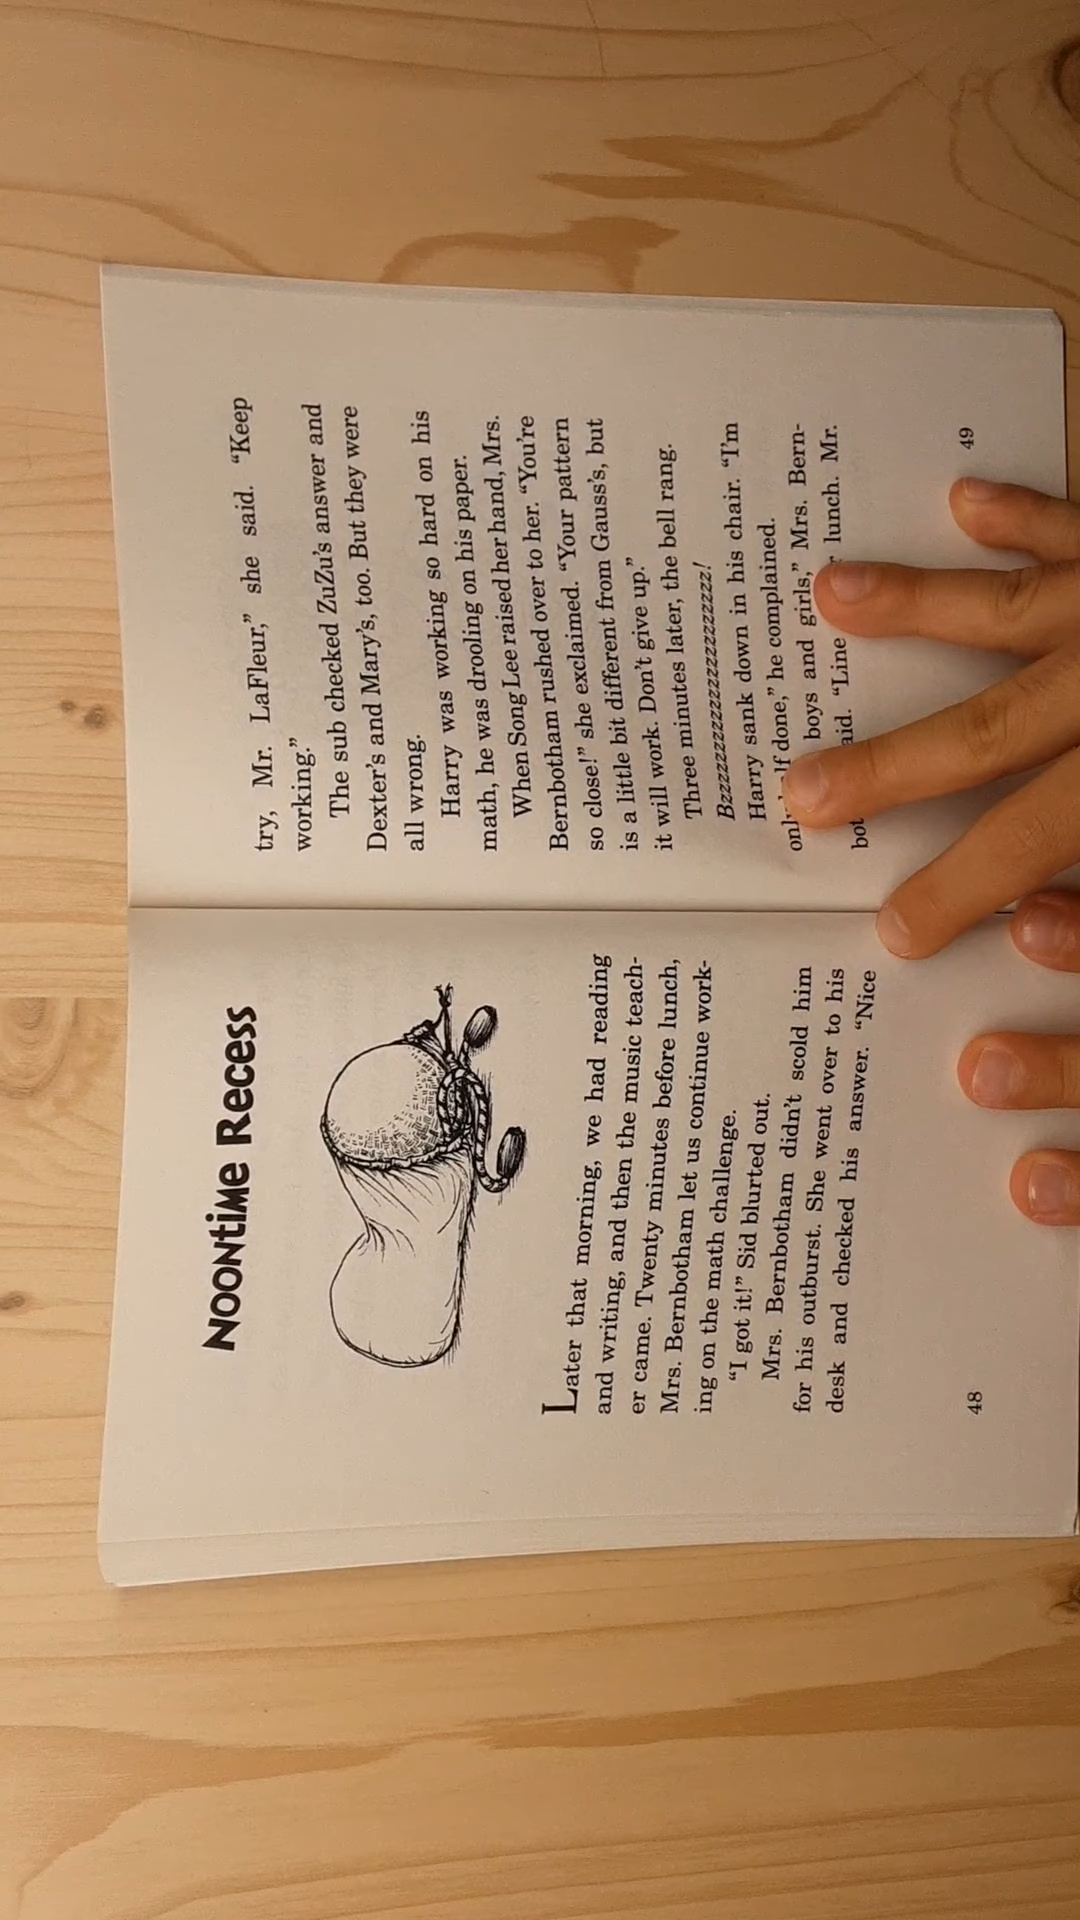 NOONtiMe Recess
Later that morning, we had reading
and writing, and then the music teach-
er came. Twenty minutes before lunch,
Mrs. Bernbotham let us continue work-
ing on the math challenge.
“I got it!” Sid blurted out.
Mrs. Bernbotham didn’t scold him
for his outburst. She went over to his
desk and checked his answer. “Nice
48
try, Mr. LaFleur,” she said. “Keep
working.”
The sub checked ZuZu’s answer and
Dexter’s and Mary’s, too. But they were
all wrong.
Harry was working so hard on his
math, he was drooling on his paper.
When Song Lee raised her hand, Mrs.
Bernbotham rushed over to her. “You’re
so close!” she exclaimed. “Your pattern
is a little bit different from Gauss’s, but
it will work. Don’t give up.”
Three minutes later, the bell rang.
Bzzzzzzzzzzzzzzzzzzzzzzz!
Harry sank down in his chair. “I’m
done,” he complained.
boys and girls,” Mrs. Bern-
“Line lunch. Mr.
49